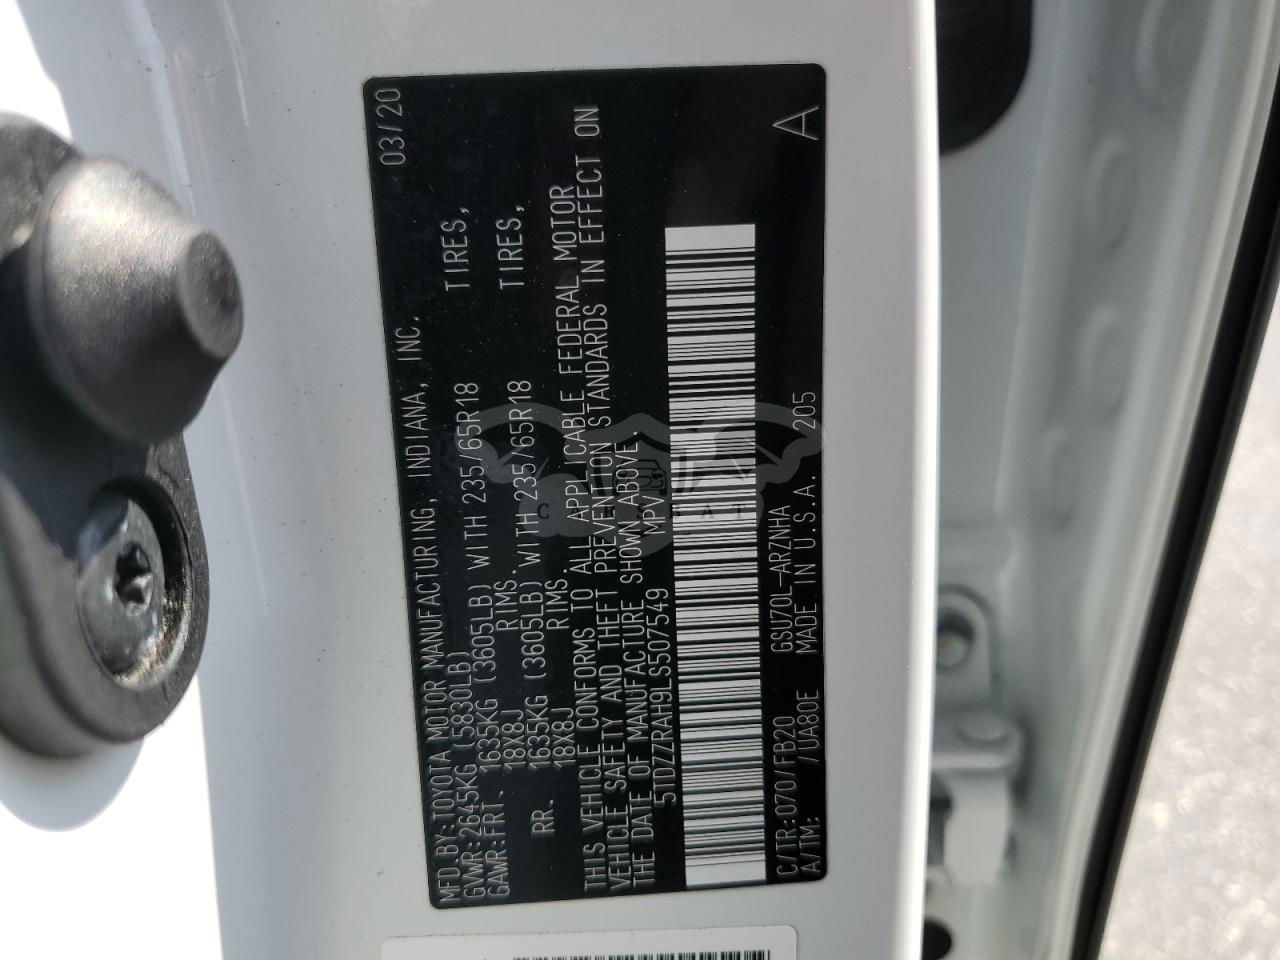 MFD BY:TOYOTA MOTOR MANUFACTURING, INDIANA, INC. 03/20
GVWR:2645KG (5830LB)
GAWR:FRT. 1635KG (3605LB) WITH 235/65R18 TIRES,
18X8J RIMS.
RR. 1635KG (3605LB) WITH 235/65R18 TIRES,
18X8J RIMS.
THIS VEHICLE CONFORMS TO ALL APPLICABLE FEDERAL MOTOR
VEHICLE SAFETY AND THEFT PREVENTION STANDARDS IN EFFECT ON
THE DATE OF MANUFACTURE SHOWN ABOVE.
5TDZZRAH9LS507549 MPV
A
C/TR:070/FB20 GSU70L-ARZNHA
A/TM: /UA80E MADE IN U.S.A. 205